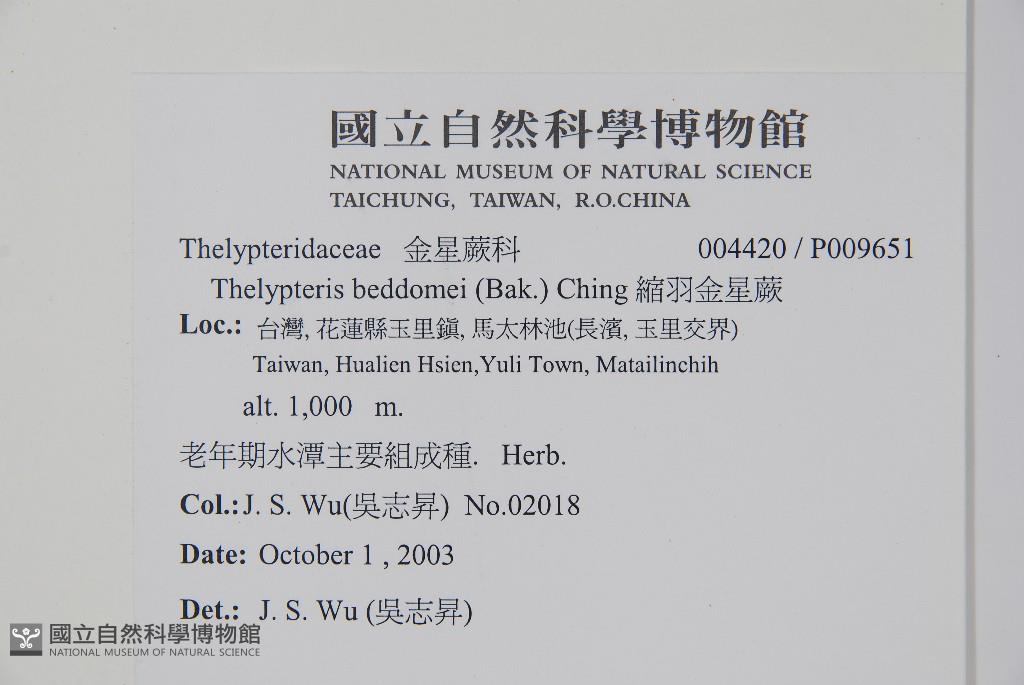 國立自然科學博物館
NATIONAL MUSEUM OF NATURAL SCIENCE
TAICHUNG, TAIWAN, R.O.CHINA
Thelypteridaceae 金星蕨科 004420 / P009651
Thelypteris beddomei (Bak.) Ching 縮羽金星蕨
Loc.: 台灣, 花蓮縣玉里鎮, 馬太林池(長濱, 玉里交界)
Taiwan, Hualien Hsien,Yuli Town, Matailinchih
alt. 1,000 m.
老年期水潭主要組成種. Herb.
Col.:J. S. Wu(吳志昇) No.02018
Date: October 1 , 2003
Det.: J. S. Wu (吳志昇)
國立自然科學博物館
NATIONAL MUSEUM OF NATURAL SCIENCE